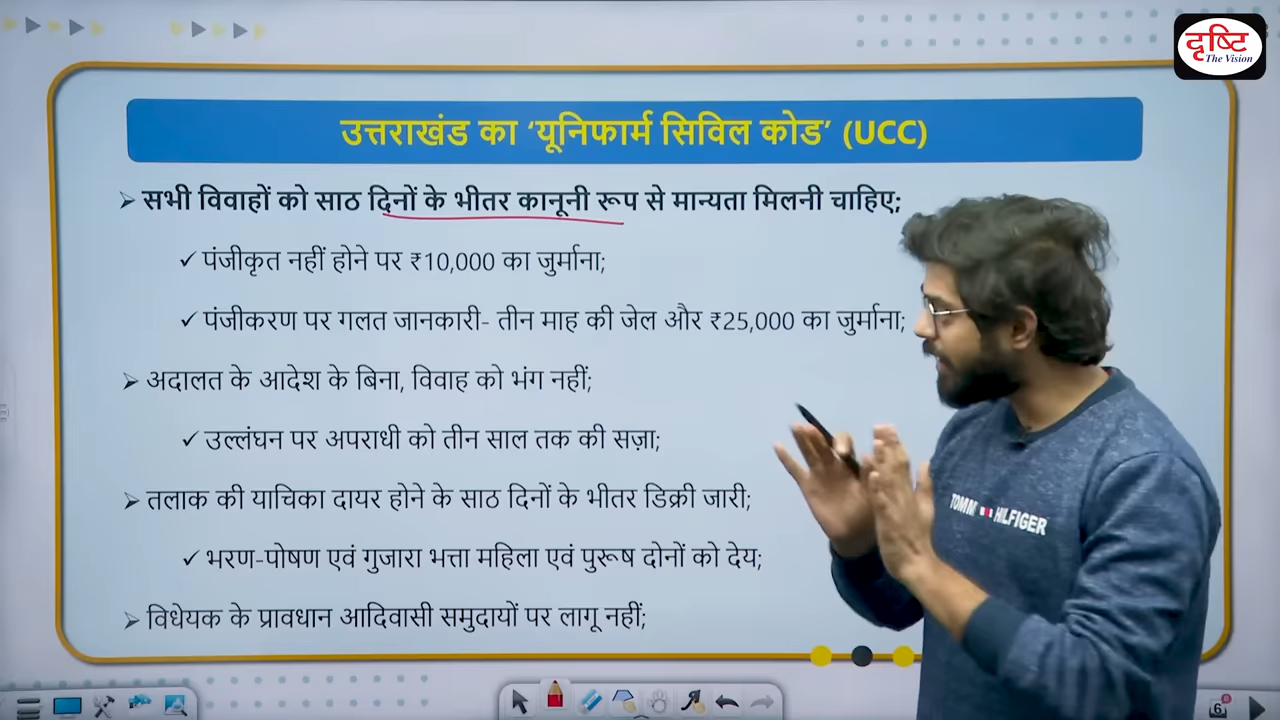 दृष्टि
The Vision
उत्तराखंड का ‘यूनिफार्म सिविल कोड’ (UCC)
➢ सभी विवाहों को साठ दिनों के भीतर कानूनी रूप से मान्यता मिलनी चाहिए;
✓ पंजीकृत नहीं होने पर ₹10,000 का जुर्माना;
✓ पंजीकरण पर गलत जानकारी- तीन माह की जेल और ₹25,000 का जुर्माना;
➢ अदालत के आदेश के बिना, विवाह को भंग नहीं;
✓ उल्लंघन पर अपराधी को तीन साल तक की सज़ा;
➢ तलाक की याचिका दायर होने के साठ दिनों के भीतर डिक्री जारी;
✓ भरण-पोषण एवं गुजारा भत्ता महिला एवं पुरूष दोनों को देय;
➢ विधेयक के प्रावधान आदिवासी समुदायों पर लागू नहीं;
TOMM HILFIGER
6